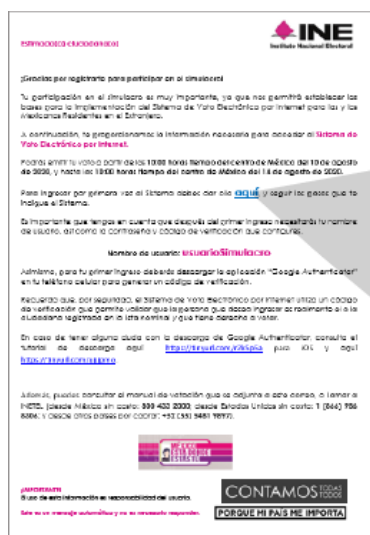 Estimado(a) ciudadano(a)
INE
Instituto Nacional Electoral
¡Gracias por registrarte para participar en el simulacro!
Tu participación en el simulacro es muy importante, ya que nos permitirá establecer las
bases para la implementación del Sistema de Voto Electrónico por Internet para las y los
Mexicanos Residentes en el Extranjero.
A continuación, te proporcionamos la información necesaria para acceder al Sistema de
Voto Electrónico por Internet.
Podrás emitir tu voto a partir de las 10:00 horas tiempo del centro de México del 10 de agosto
de 2020, y hasta las 18:00 horas tiempo del centro de México del 14 de agosto de 2020.
Para ingresar por primera vez al Sistema debes dar clic aquí y seguir los pasos que te
indique el Sistema.
Es importante que tengas en cuenta que después del primer ingreso necesitarás tu nombre
de usuario, así como la contraseña y código de verificación que configures.
Nombre de usuario: usuarioSimulacro
Asimismo, para tu primer ingreso deberás descargar la aplicación "Google Authenticator"
en tu teléfono celular para generar un código de verificación.
Recuerda que, por seguridad, el Sistema de Voto Electrónico por Internet utiliza un código
de verificación que permite validar que la persona que desea ingresar es realmente el o la
ciudadana registrada en la lista nominal y que tiene derecho a votar.
En caso de tener alguna duda con la descarga de Google Authenticator, consulta el
tutorial de descarga aquí para iOS y aquí
Además, puedes consultar el manual de votación que se adjunta a este correo, o llamar a
INETEL (desde México sin costo: 800 433 2000; desde Estados Unidos sin costo: 1 (866) 986
8306; y desde otros países por cobrar: +52 (55) 5481 9897).
MÉXICO
ESTÁ DONDE
ESTÁS TÚ
¡IMPORTANTE!
El uso de esta información es responsabilidad del usuario.
Este es un mensaje automático y no es necesario responder.
CONTAMOS TODAS TODOS
PORQUE MI PAÍS ME IMPORTA